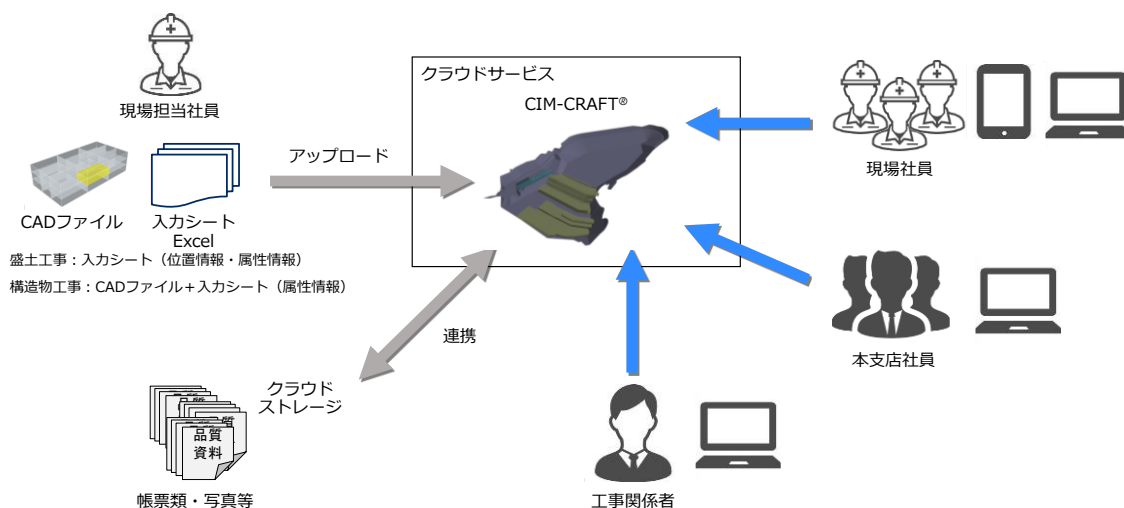 現場担当社員
CADファイル
入力シート
Excel
盛土工事：入力シート（位置情報・属性情報）
構造物工事：CADファイル＋入力シート（属性情報）
アップロード
クラウドサービス
CIM-CRAFT®
現場社員
本支店社員
工事関係者
連携
クラウド
ストレージ
品質
品質
資料
帳票類・写真等